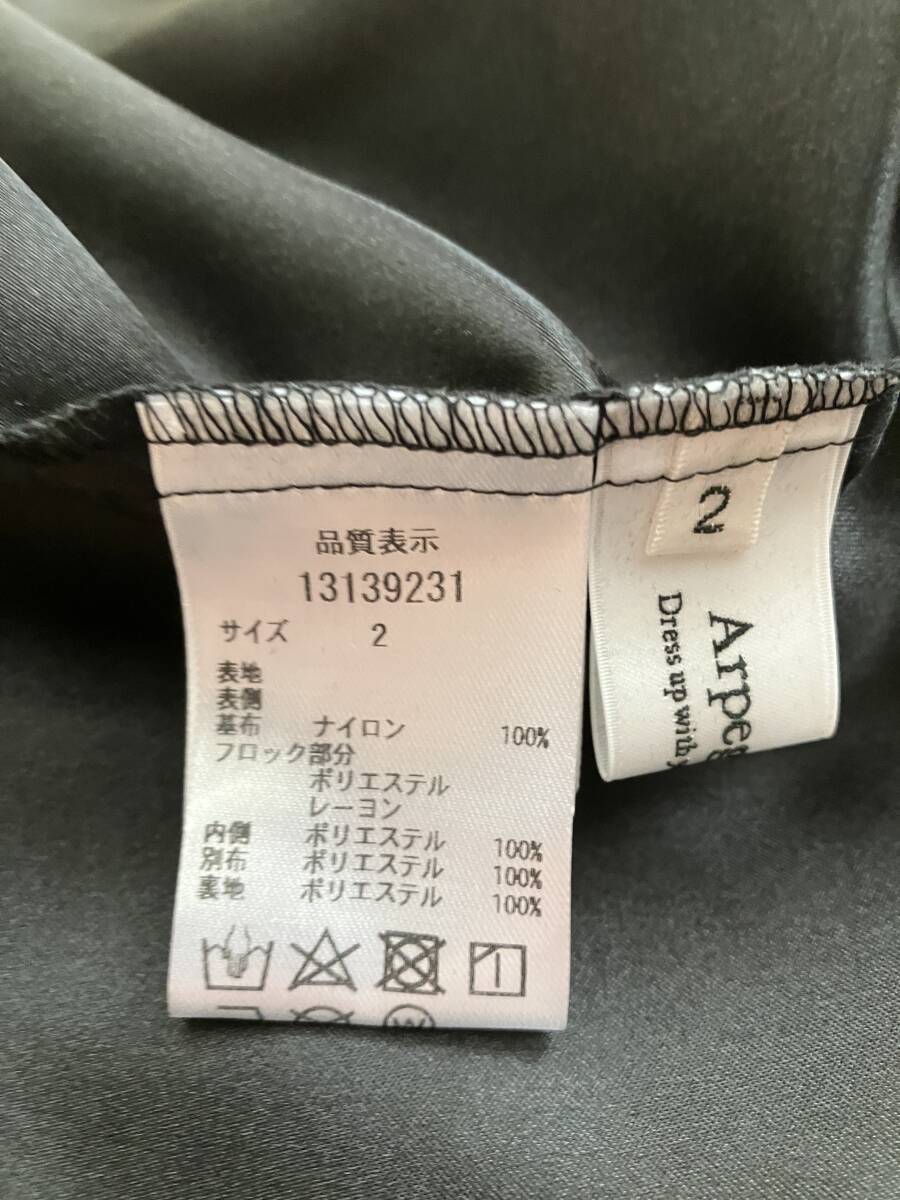 品質表示
13139231
サイズ 2
表地
表側
基布 ナイロン 100%
フロック部分
ポリエステル
レーヨン
内側 ポリエステル 100%
別布 ポリエステル 100%
裏地 ポリエステル 100%
W
2
Dress up with